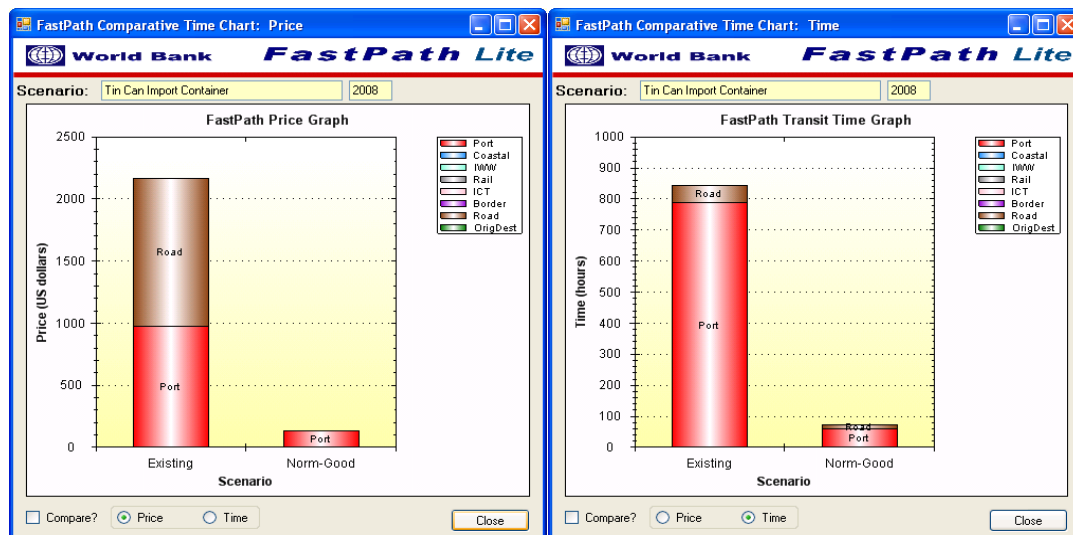 FastPath Comparative Time Chart: Price
World Bank FastPath Lite
Scenario: Tin Can Import Container 2008
FastPath Price Graph
2500
2000
1500
1000
500
0
Price (US dollars)
Road
Port
Port
Existing Norm-Good
Scenario
Port
Coastal
IWW
Rail
ICT
Border
Road
OrigDest
Compare? Price Time Close
FastPath Comparative Time Chart: Time
World Bank FastPath Lite
Scenario: Tin Can Import Container 2008
FastPath Transit Time Graph
1000
900
800
700
600
500
400
300
200
100
0
Time (hours)
Road
Port
Road
Port
Existing Norm-Good
Scenario
Port
Coastal
IWW
Rail
ICT
Border
Road
OrigDest
Compare? Price Time Close